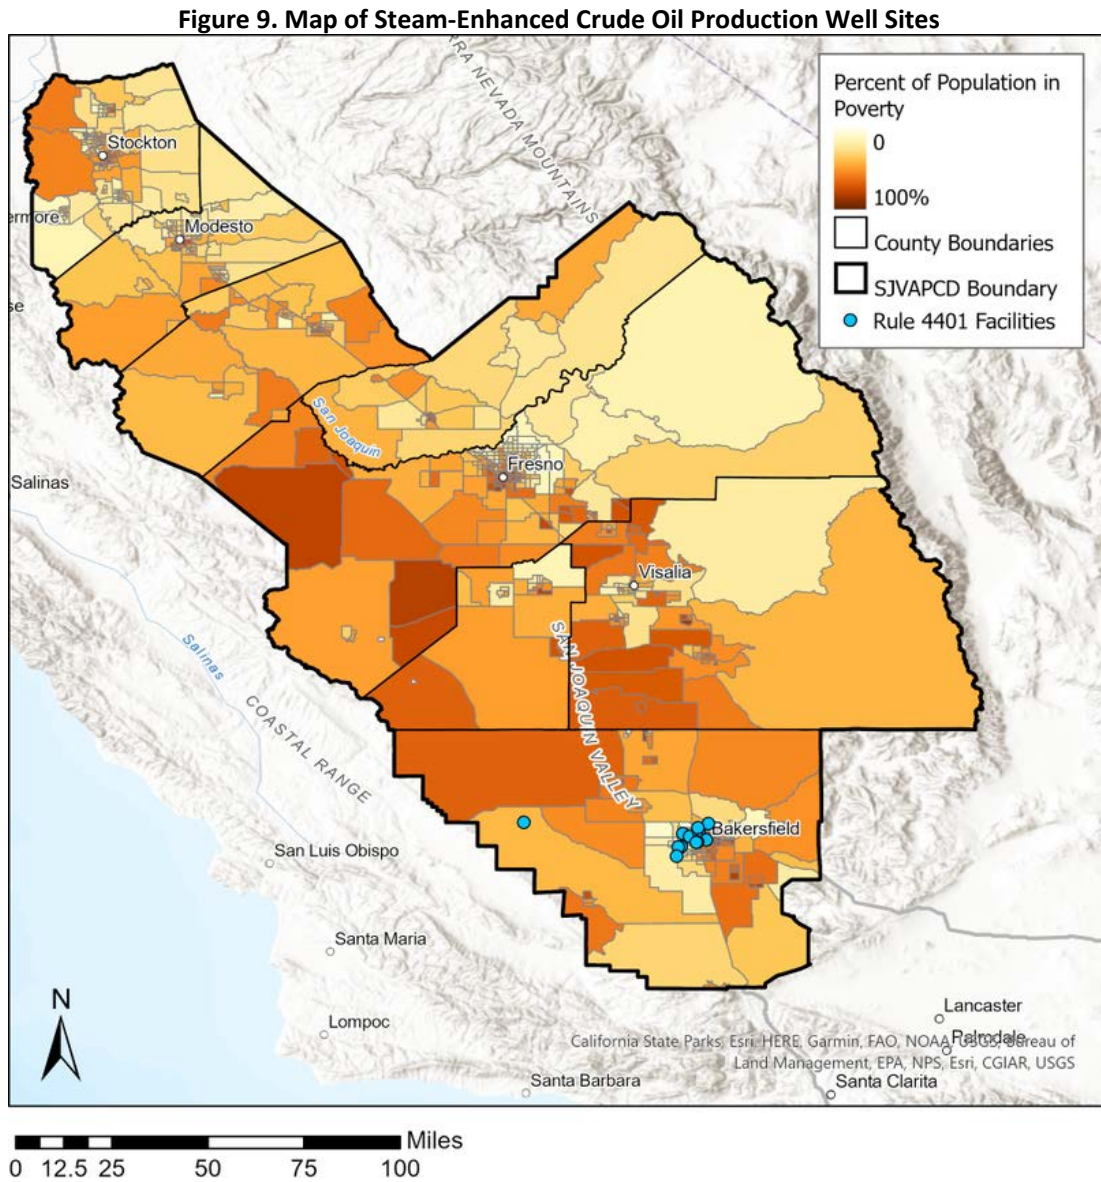 Figure 9. Map of Steam-Enhanced Crude Oil Production Well Sites
RRA NEVADA MOUNTAINS
Percent of Population in
Poverty
0
100%
County Boundaries
SJVAPCD Boundary
Rule 4401 Facilities
Stockton
ermore
Modesto
se
San Joaquin
Fresno
Salinas
Visalia
Salinas
SAN JOAQUIN VALLEY
COASTAL RANGE
Bakersfield
San Luis Obispo
Santa Maria
N
Lompoc
Lancaster
Palmdale
California State Parks, Esri, HERE, Garmin, FAO, NOAA, USGS, Bureau of
Land Management, EPA, NPS, Esri, CGIAR, USGS
Santa Barbara
Santa Clarita
Miles
0 12.5 25 50 75 100